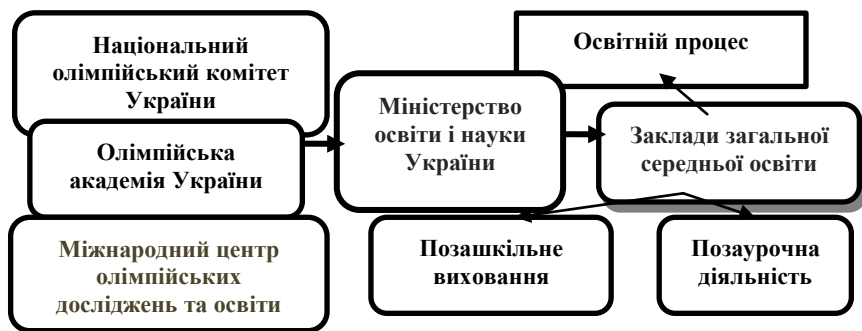 Національний
олімпійський комітет
України
Олімпійська
академія України
Міжнародний центр
олімпійських
досліджень та освіти
Міністерство
освіти і науки
України
Освітній процес
Заклади загальної
середньої освіти
Позашкільне
виховання
Позаурочна
діяльність